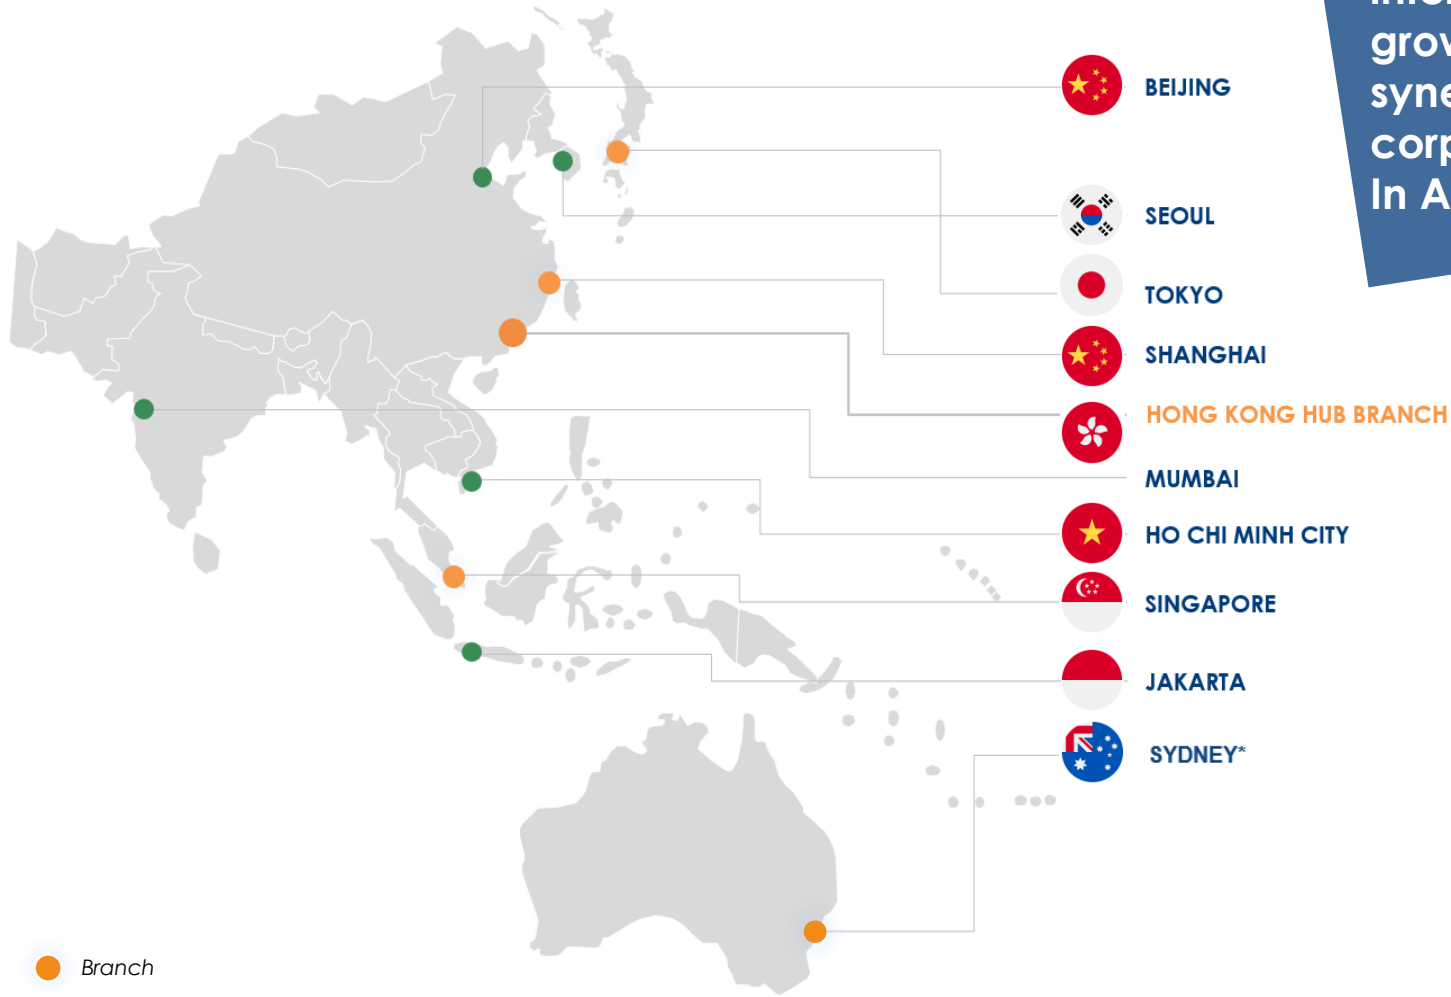 grow
syne
corp
In A
BEIJING
SEOUL
TOKYO
SHANGHAI
HONG KONG HUB BRANCH
MUMBAI
HO CHI MINH CITY
SINGAPORE
JAKARTA
SYDNEY*
Branch